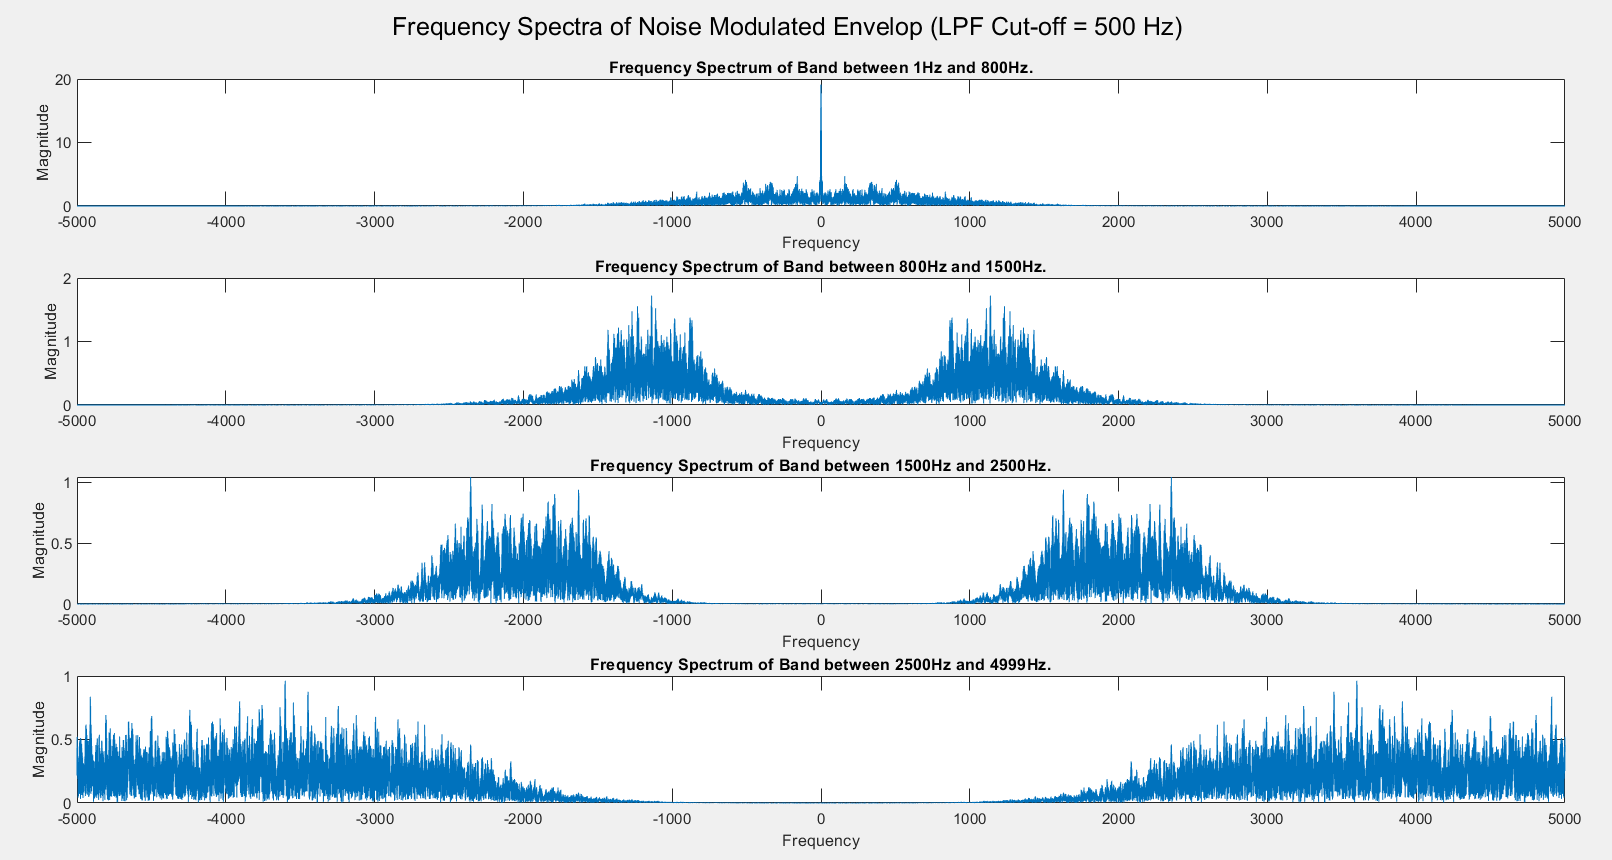 Frequency Spectra of Noise Modulated Envelop (LPF Cut-off = 500 Hz)
Frequency Spectrum of Band between 1Hz and 800Hz.
Magnitude
20
10
0
-5000 -4000 -3000 -2000 -1000 0 1000 2000 3000 4000 5000
Frequency
Frequency Spectrum of Band between 800Hz and 1500Hz.
Magnitude
2
1
0
-5000 -4000 -3000 -2000 -1000 0 1000 2000 3000 4000 5000
Frequency
Frequency Spectrum of Band between 1500Hz and 2500Hz.
Magnitude
1
0.5
0
-5000 -4000 -3000 -2000 -1000 0 1000 2000 3000 4000 5000
Frequency
Frequency Spectrum of Band between 2500Hz and 4999Hz.
Magnitude
1
0.5
0
-5000 -4000 -3000 -2000 -1000 0 1000 2000 3000 4000 5000
Frequency